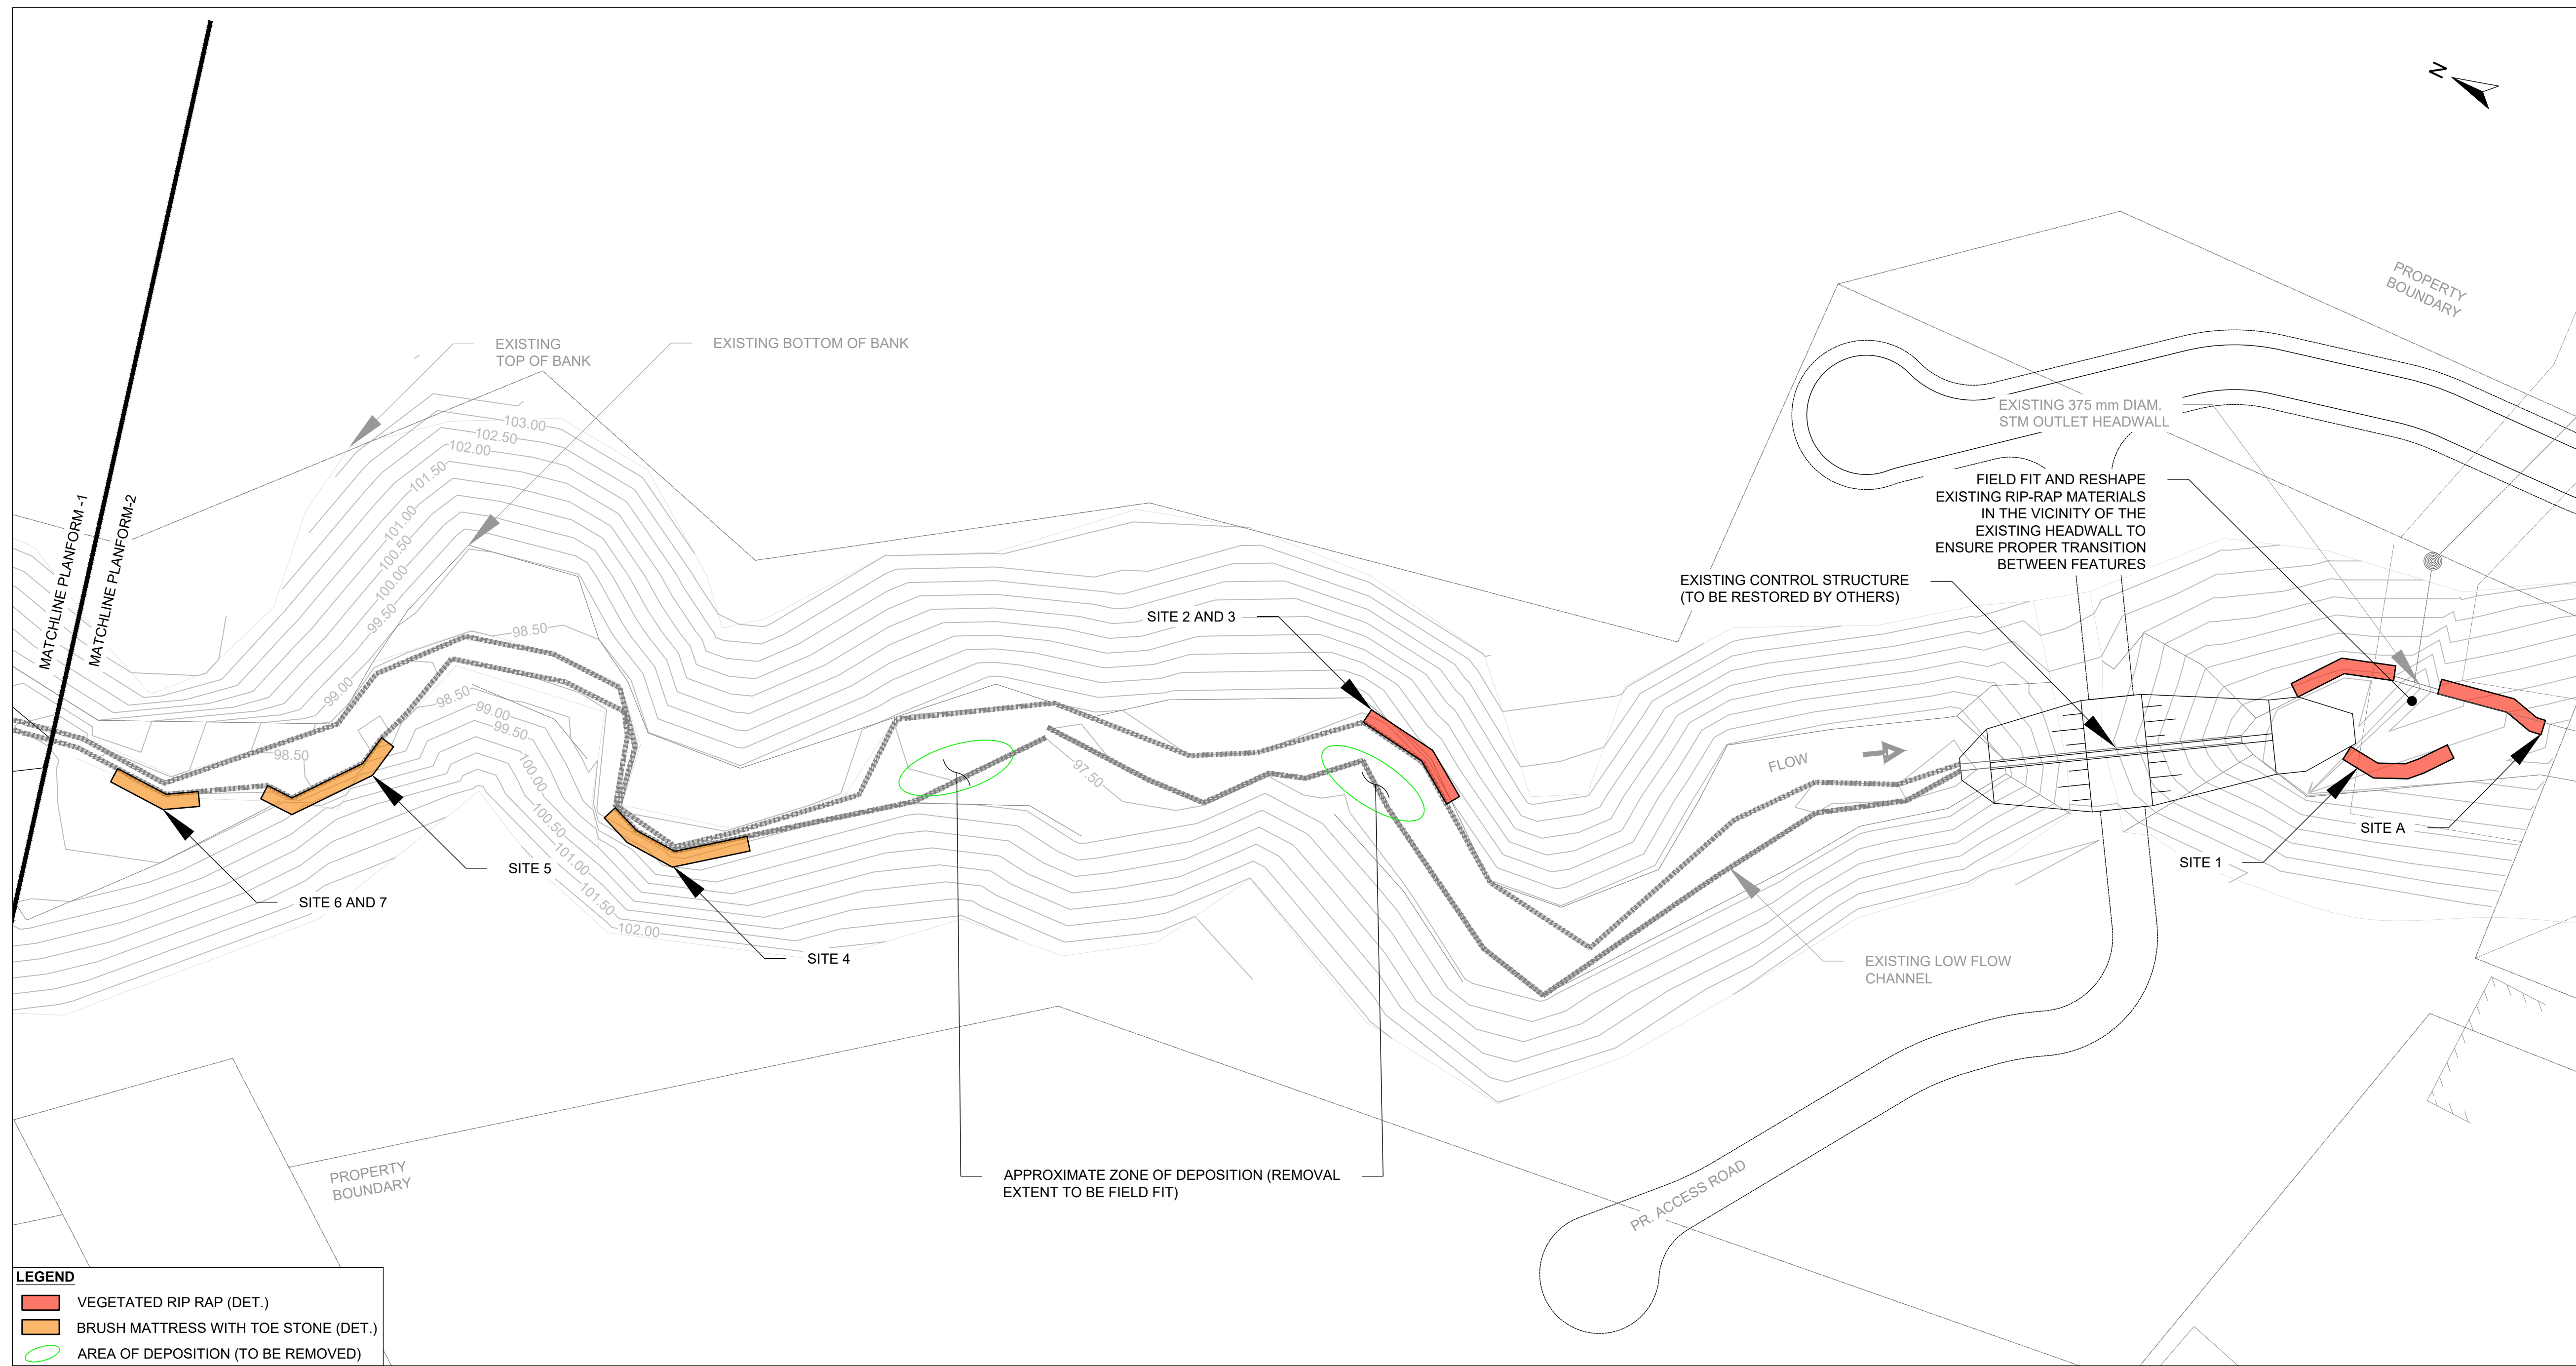 N
PROPERTY
BOUNDARY
EXISTING
TOP OF BANK
EXISTING BOTTOM OF BANK
EXISTING 375 mm DIAM.
STM OUTLET HEADWALL
FIELD FIT AND RESHAPE
EXISTING RIP-RAP MATERIALS
IN THE VICINITY OF THE
EXISTING HEADWALL TO
ENSURE PROPER TRANSITION
BETWEEN FEATURES
EXISTING CONTROL STRUCTURE
(TO BE RESTORED BY OTHERS)
MATCHLINE PLANFORM -1
MATCHLINE PLANFORM-2
103.00
102.50
102.00
101.50
101.00
100.50
100.00
99.50
99.00
98.50
98.50
98.50
99.00
99.50
100.00
100.50
101.00
101.50
102.00
97.50
SITE 2 AND 3
FLOW
SITE 6 AND 7
SITE 5
SITE 4
SITE A
SITE 1
EXISTING LOW FLOW
CHANNEL
APPROXIMATE ZONE OF DEPOSITION (REMOVAL
EXTENT TO BE FIELD FIT)
PR. ACCESS ROAD
PROPERTY
BOUNDARY
LEGEND
VEGETATED RIP RAP (DET.)
BRUSH MATTRESS WITH TOE STONE (DET.)
AREA OF DEPOSITION (TO BE REMOVED)